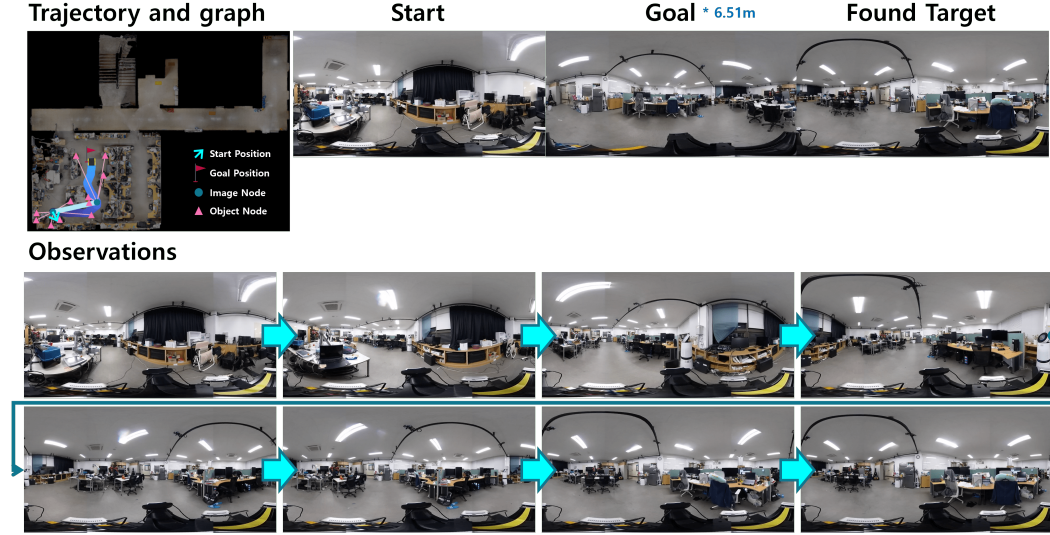 Trajectory and graph
Start
Goal * 6.51m
Found Target
Start Position
Goal Position
Image Node
Object Node
Observations